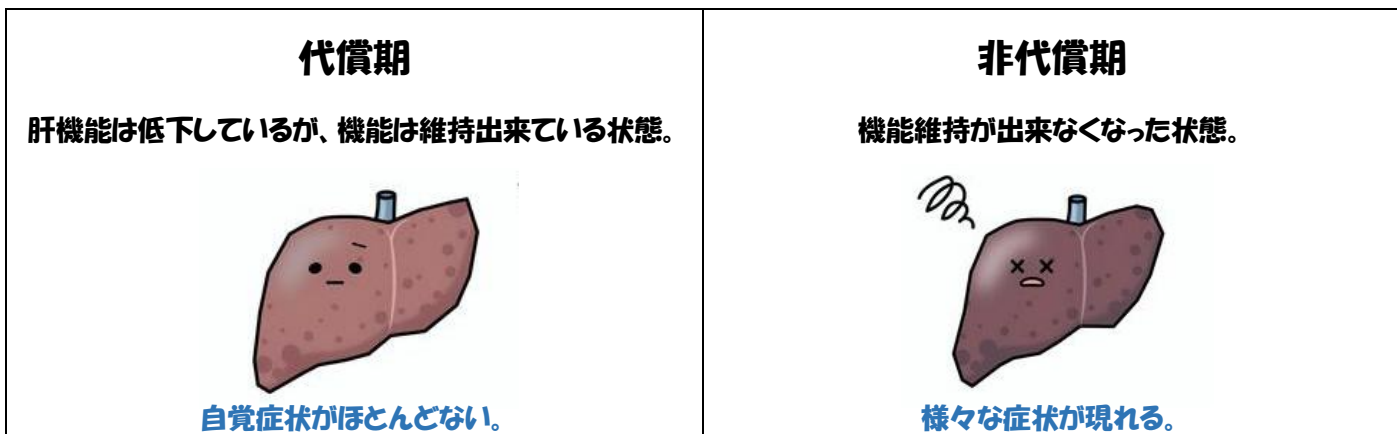 代償期
肝機能は低下しているが、機能は維持出来ている状態。
自覚症状がほとんどない。
非代償期
機能維持が出来なくなった状態。
様々な症状が現れる。